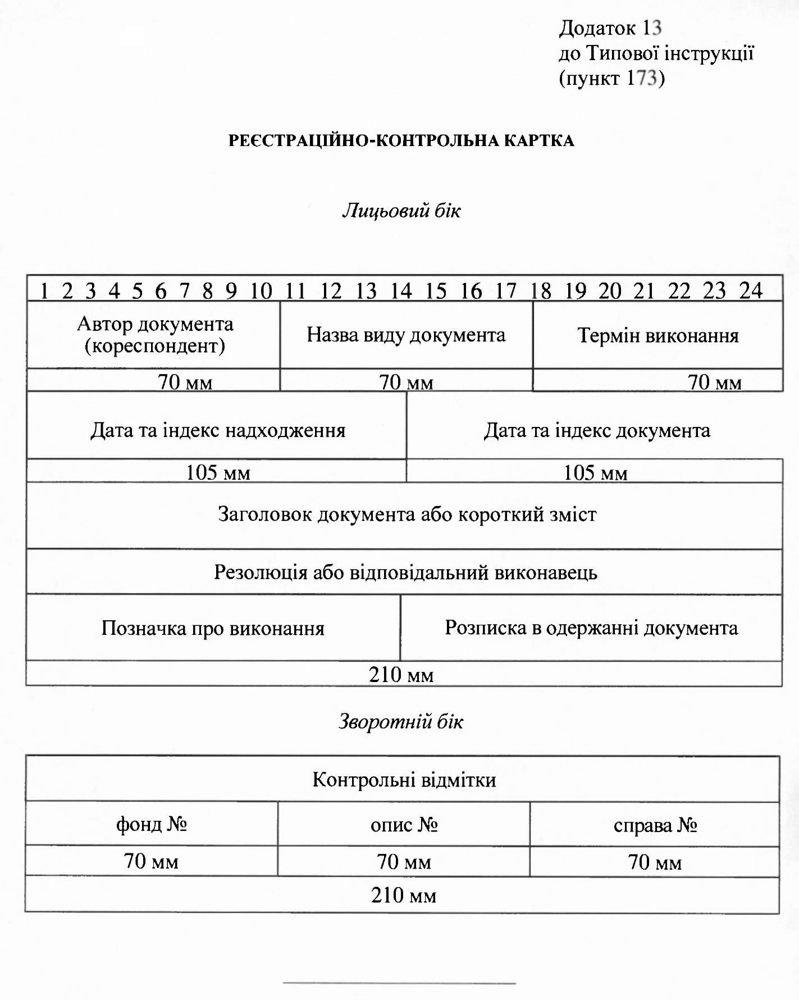 Додаток 13
до Типової інструкції
(пункт 173)
РЕЄСТРАЦІЙНО-КОНТРОЛЬНА КАРТКА
Лицьовий бік
1 2 3 4 5 6 7 8 9 10 11 12 13 14 15 16 17 18 19 20 21 22 23 24
Автор документа
(кореспондент)
Назва виду документа
Термін виконання
70 мм
70 мм
70 мм
Дата та індекс надходження
Дата та індекс документа
105 мм
105 мм
Заголовок документа або короткий зміст
Резолюція або відповідальний виконавець
Позначка про виконання
Розписка в одержанні документа
210 мм
Зворотній бік
Контрольні відмітки
фонд №
опис №
справа №
70 мм
70 мм
70 мм
210 мм